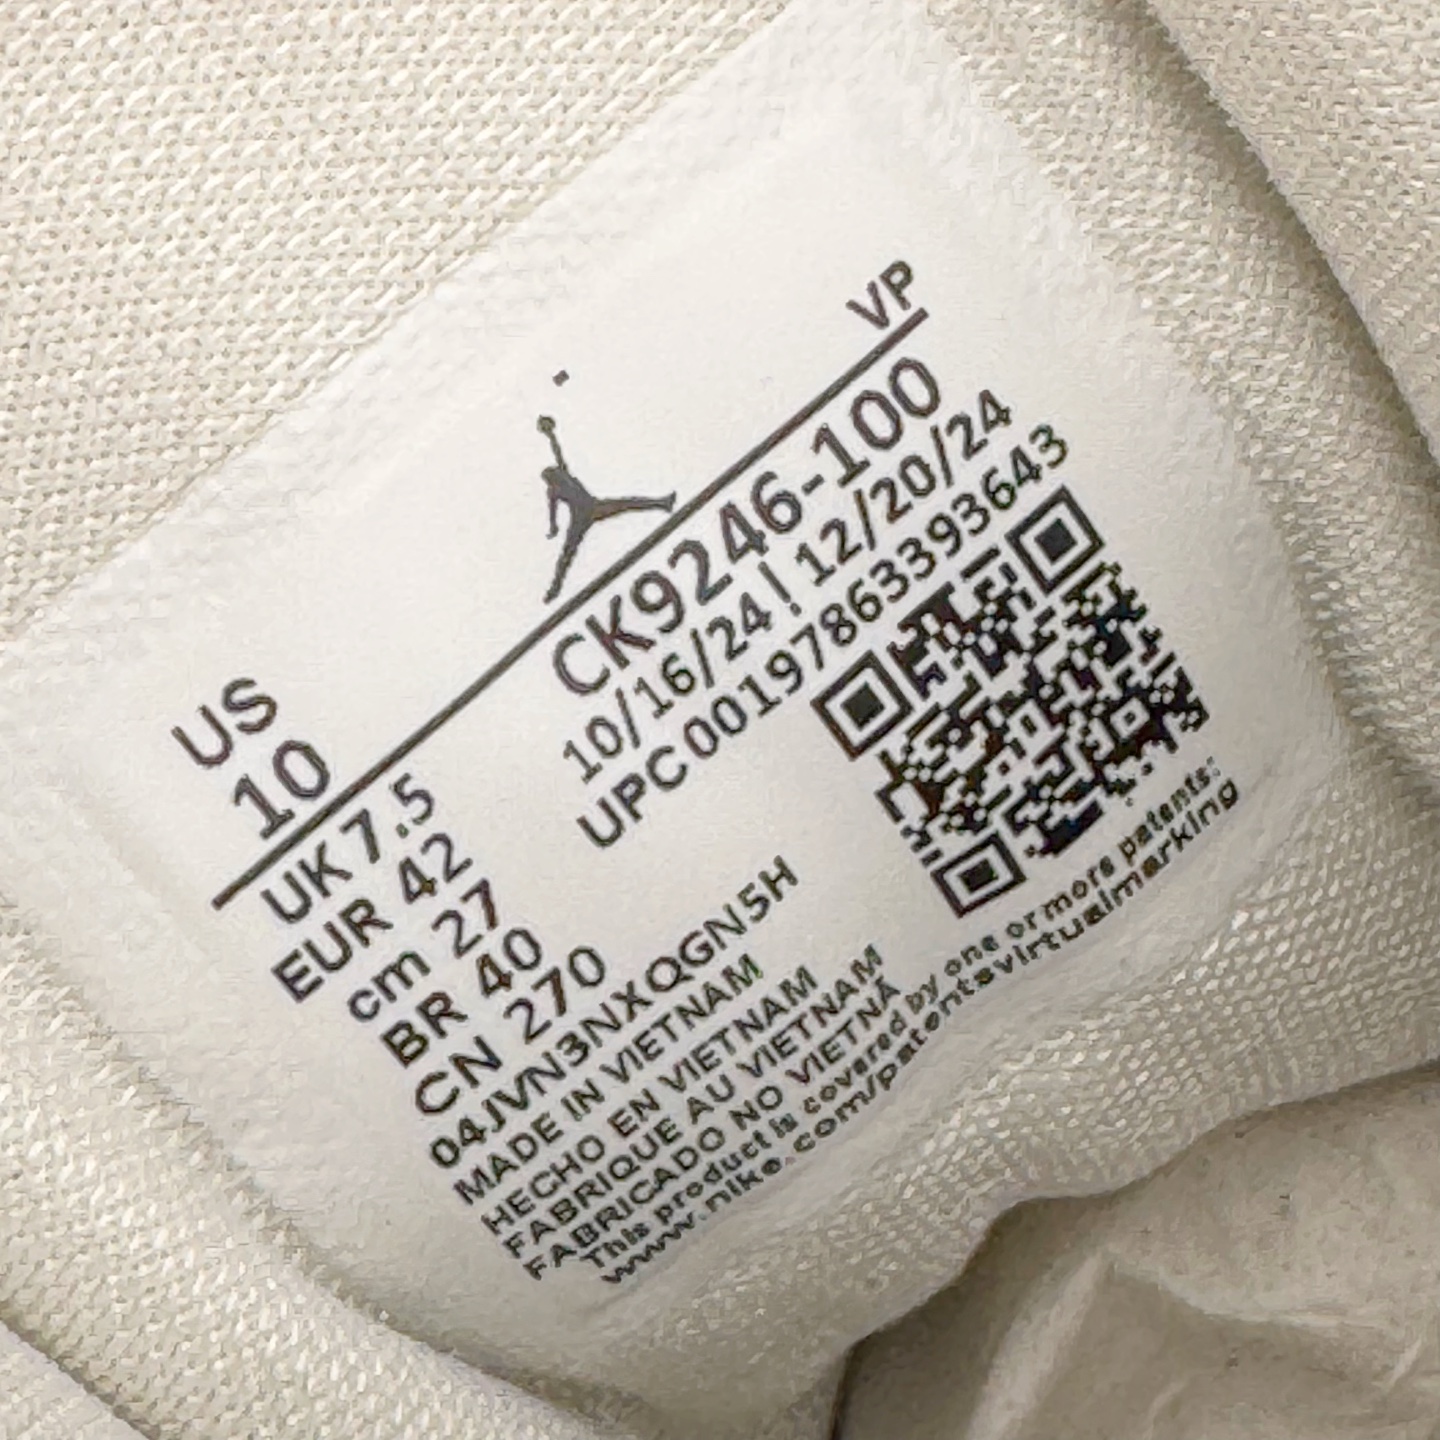 VP
US
10
CK9246-100
10/16/24 ! 12/20/24
UPC 00197863393643
UK 7.5
EUR 42
cm 27
BR 40
CN 270
04JVN3NXQGN5H
MADE IN VIETNAM
HECHO EN VIETNAM
FABRIQUE AU VIETNAM
FABRICADO NO VIETNÃ
This product is covered by one or more patents:
www.nike.com/patentsvirtualmarking